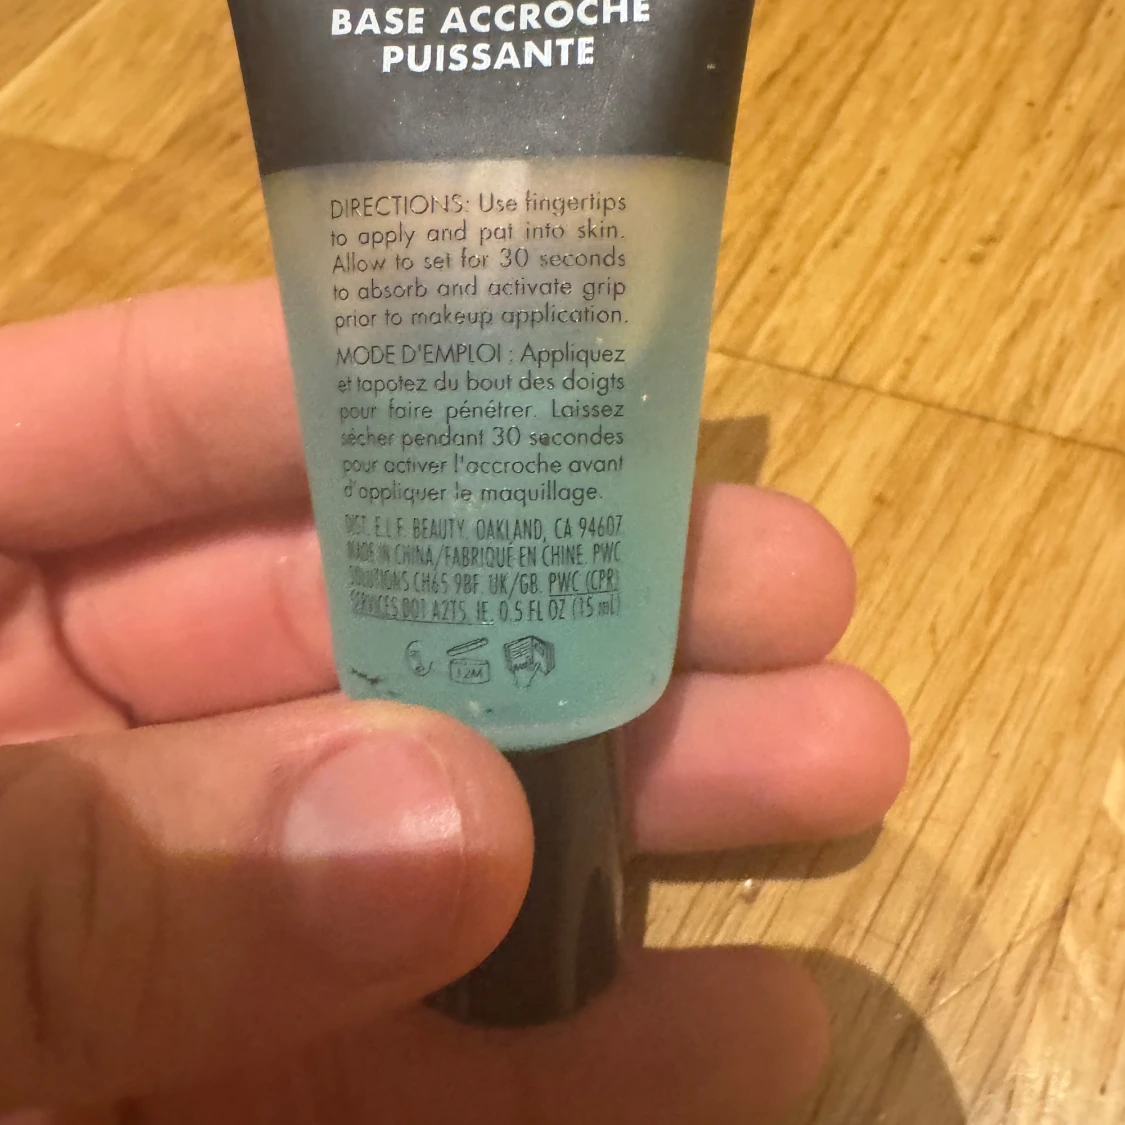 BASE ACCROCHE
PUISSANTE
DIRECTIONS: Use fingertips
to apply and pat into skin.
Allow to set for 30 seconds
to absorb and activate grip
prior to makeup application.
MODE D'EMPLOI : Appliquez
et tapotez du bout des doigts
pour faire pénétrer. Laissez
sécher pendant 30 secondes
pour activer l'accroche avant
d'appliquer le maquillage.
DIST. E.L.F. BEAUTY, OAKLAND, CA 94607
MADE IN CHINA/FABRIQUÉ EN CHINE. PWC
SOLUTIONS CH65 9BF. UK/GB. PWC (CPR)
SERVICES D01 A2T5, IE. 0.5 FL OZ (15 mL)
12M